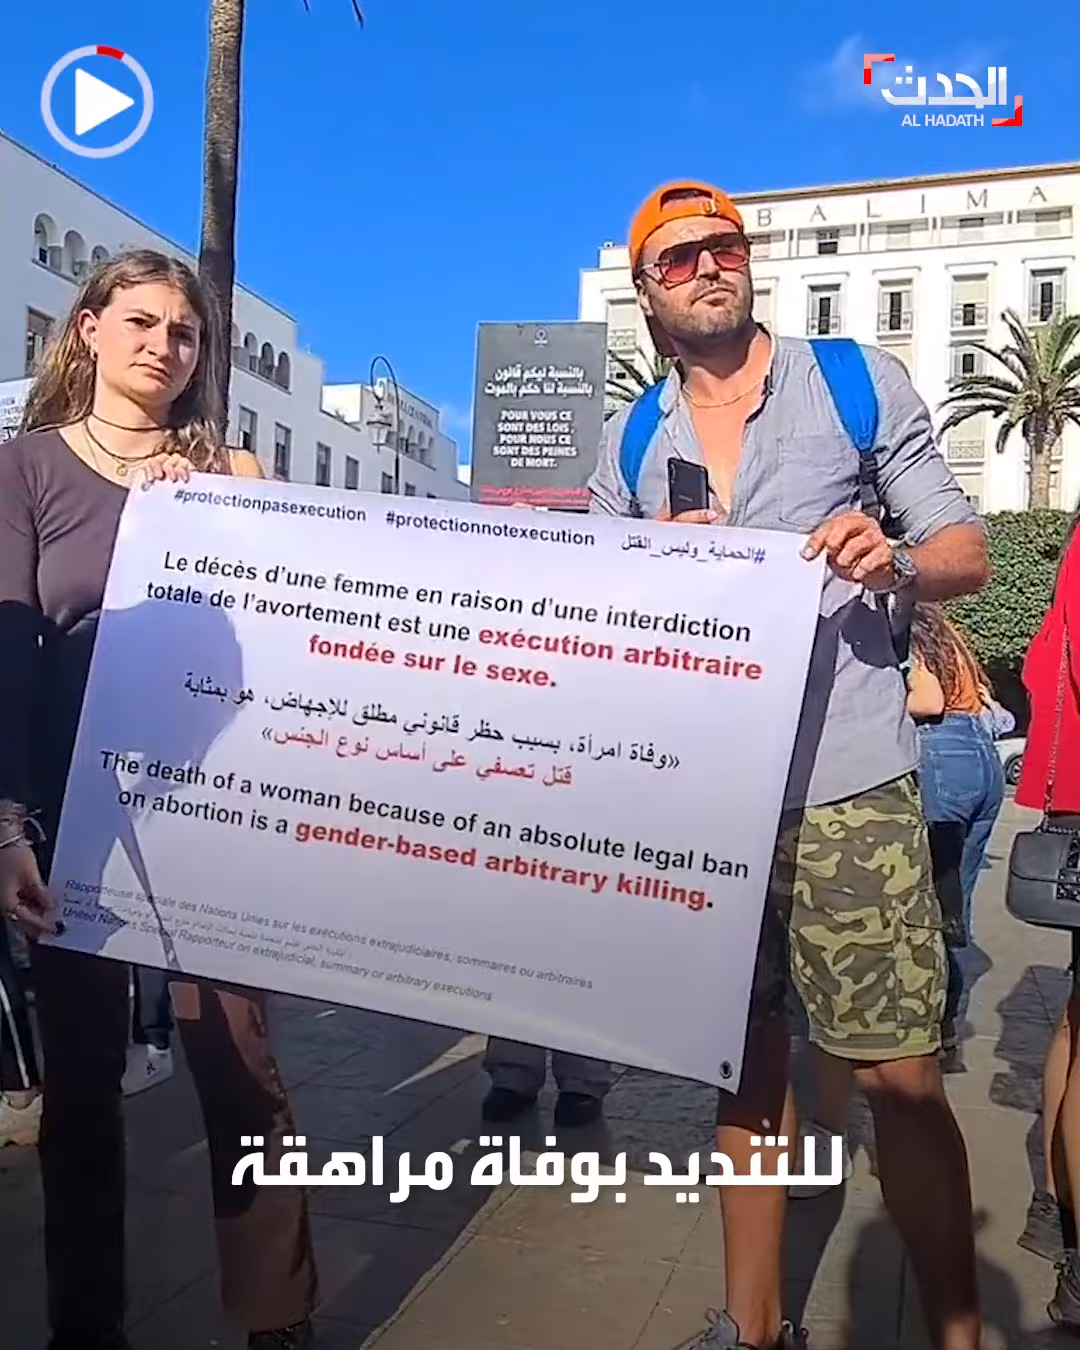 الحدث
AL HADATH
BALIMA
بالنسبة ليكم قانون
بالنسبة لنا حكم بالموت
POUR VOUS CE
SONT DES LOIS,
POUR NOUS CE
SONT DES PEINES
DE MORT.
#protectionpasexecution #protectionnotexecution #الحماية_وليس_القتل
Le décès d'une femme en raison d'une interdiction
totale de l'avortement est une exécution arbitraire
fondée sur le sexe.
«وفاة امرأة، بسبب حظر قانوني مطلق للإجهاض، هو بمثابة
قتل تعسفي على أساس نوع الجنس»
The death of a woman because of an absolute legal ban
on abortion is a gender-based arbitrary killing.
Rapporteuse spéciale des Nations Unies sur les exécutions extrajudiciaires, sommaires ou arbitraires
United Nations Special Rapporteur on extrajudicial, summary or arbitrary executions
للتنديد بوفاة مراهقة